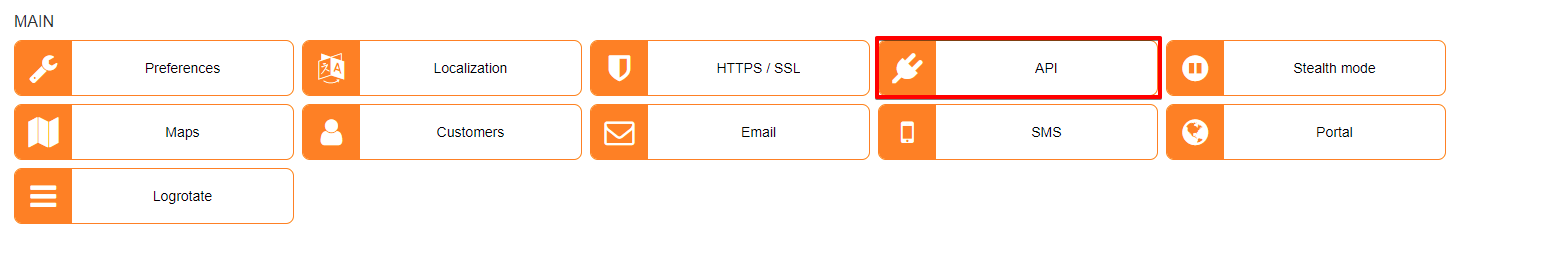 MAIN
Preferences
Localization
HTTPS / SSL
API
Stealth mode
Maps
Customers
Email
SMS
Portal
Logrotate